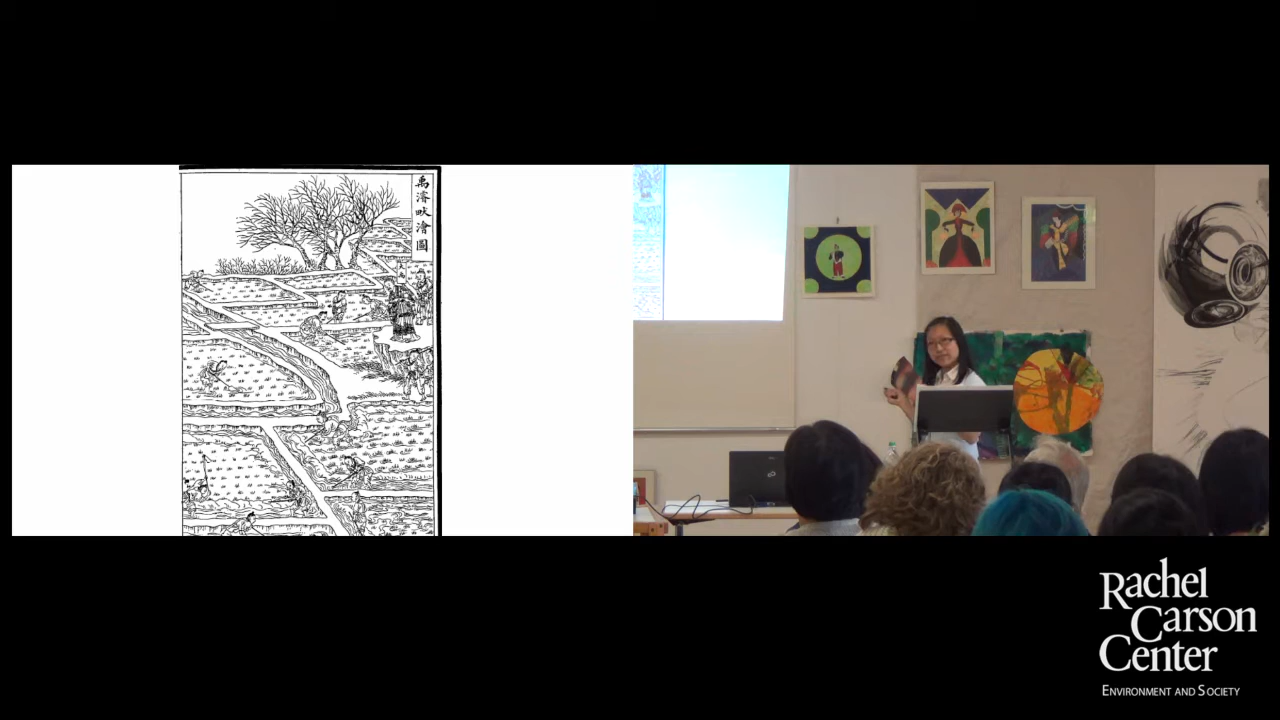 禹濬畎澮圖
Rachel
Carson
Center
ENVIRONMENT AND SOCIETY